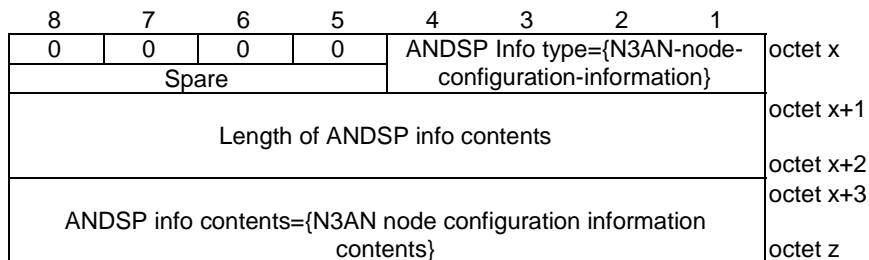 8 7 6 5 4 3 2 1
0 0 0 0 ANDSP Info type={N3AN-node- octet x
Spare configuration-information}
octet x+1
Length of ANDSP info contents
octet x+2
octet x+3
ANDSP info contents={N3AN node configuration information
contents} octet z